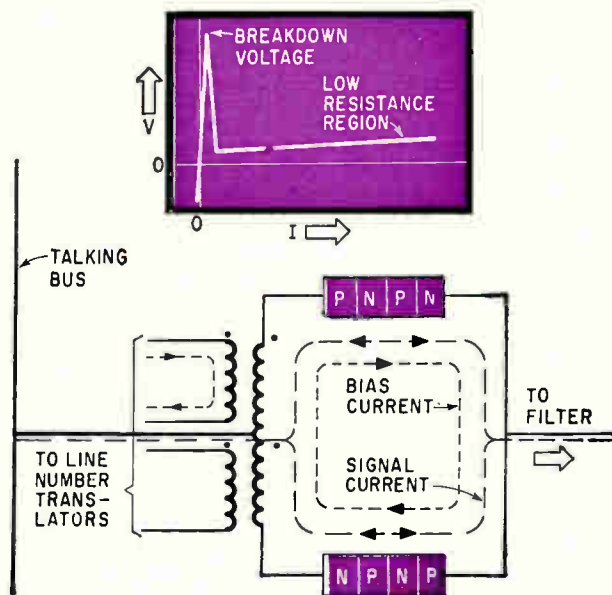 BREAKDOWN
VOLTAGE
LOW
RESISTANCE
REGION
V
0
0
I
TALKING
BUS
P N P N
BIAS
CURRENT
TO
FILTER
TO LINE
NUMBER
TRANS-
LATORS
SIGNAL
CURRENT
N P N P